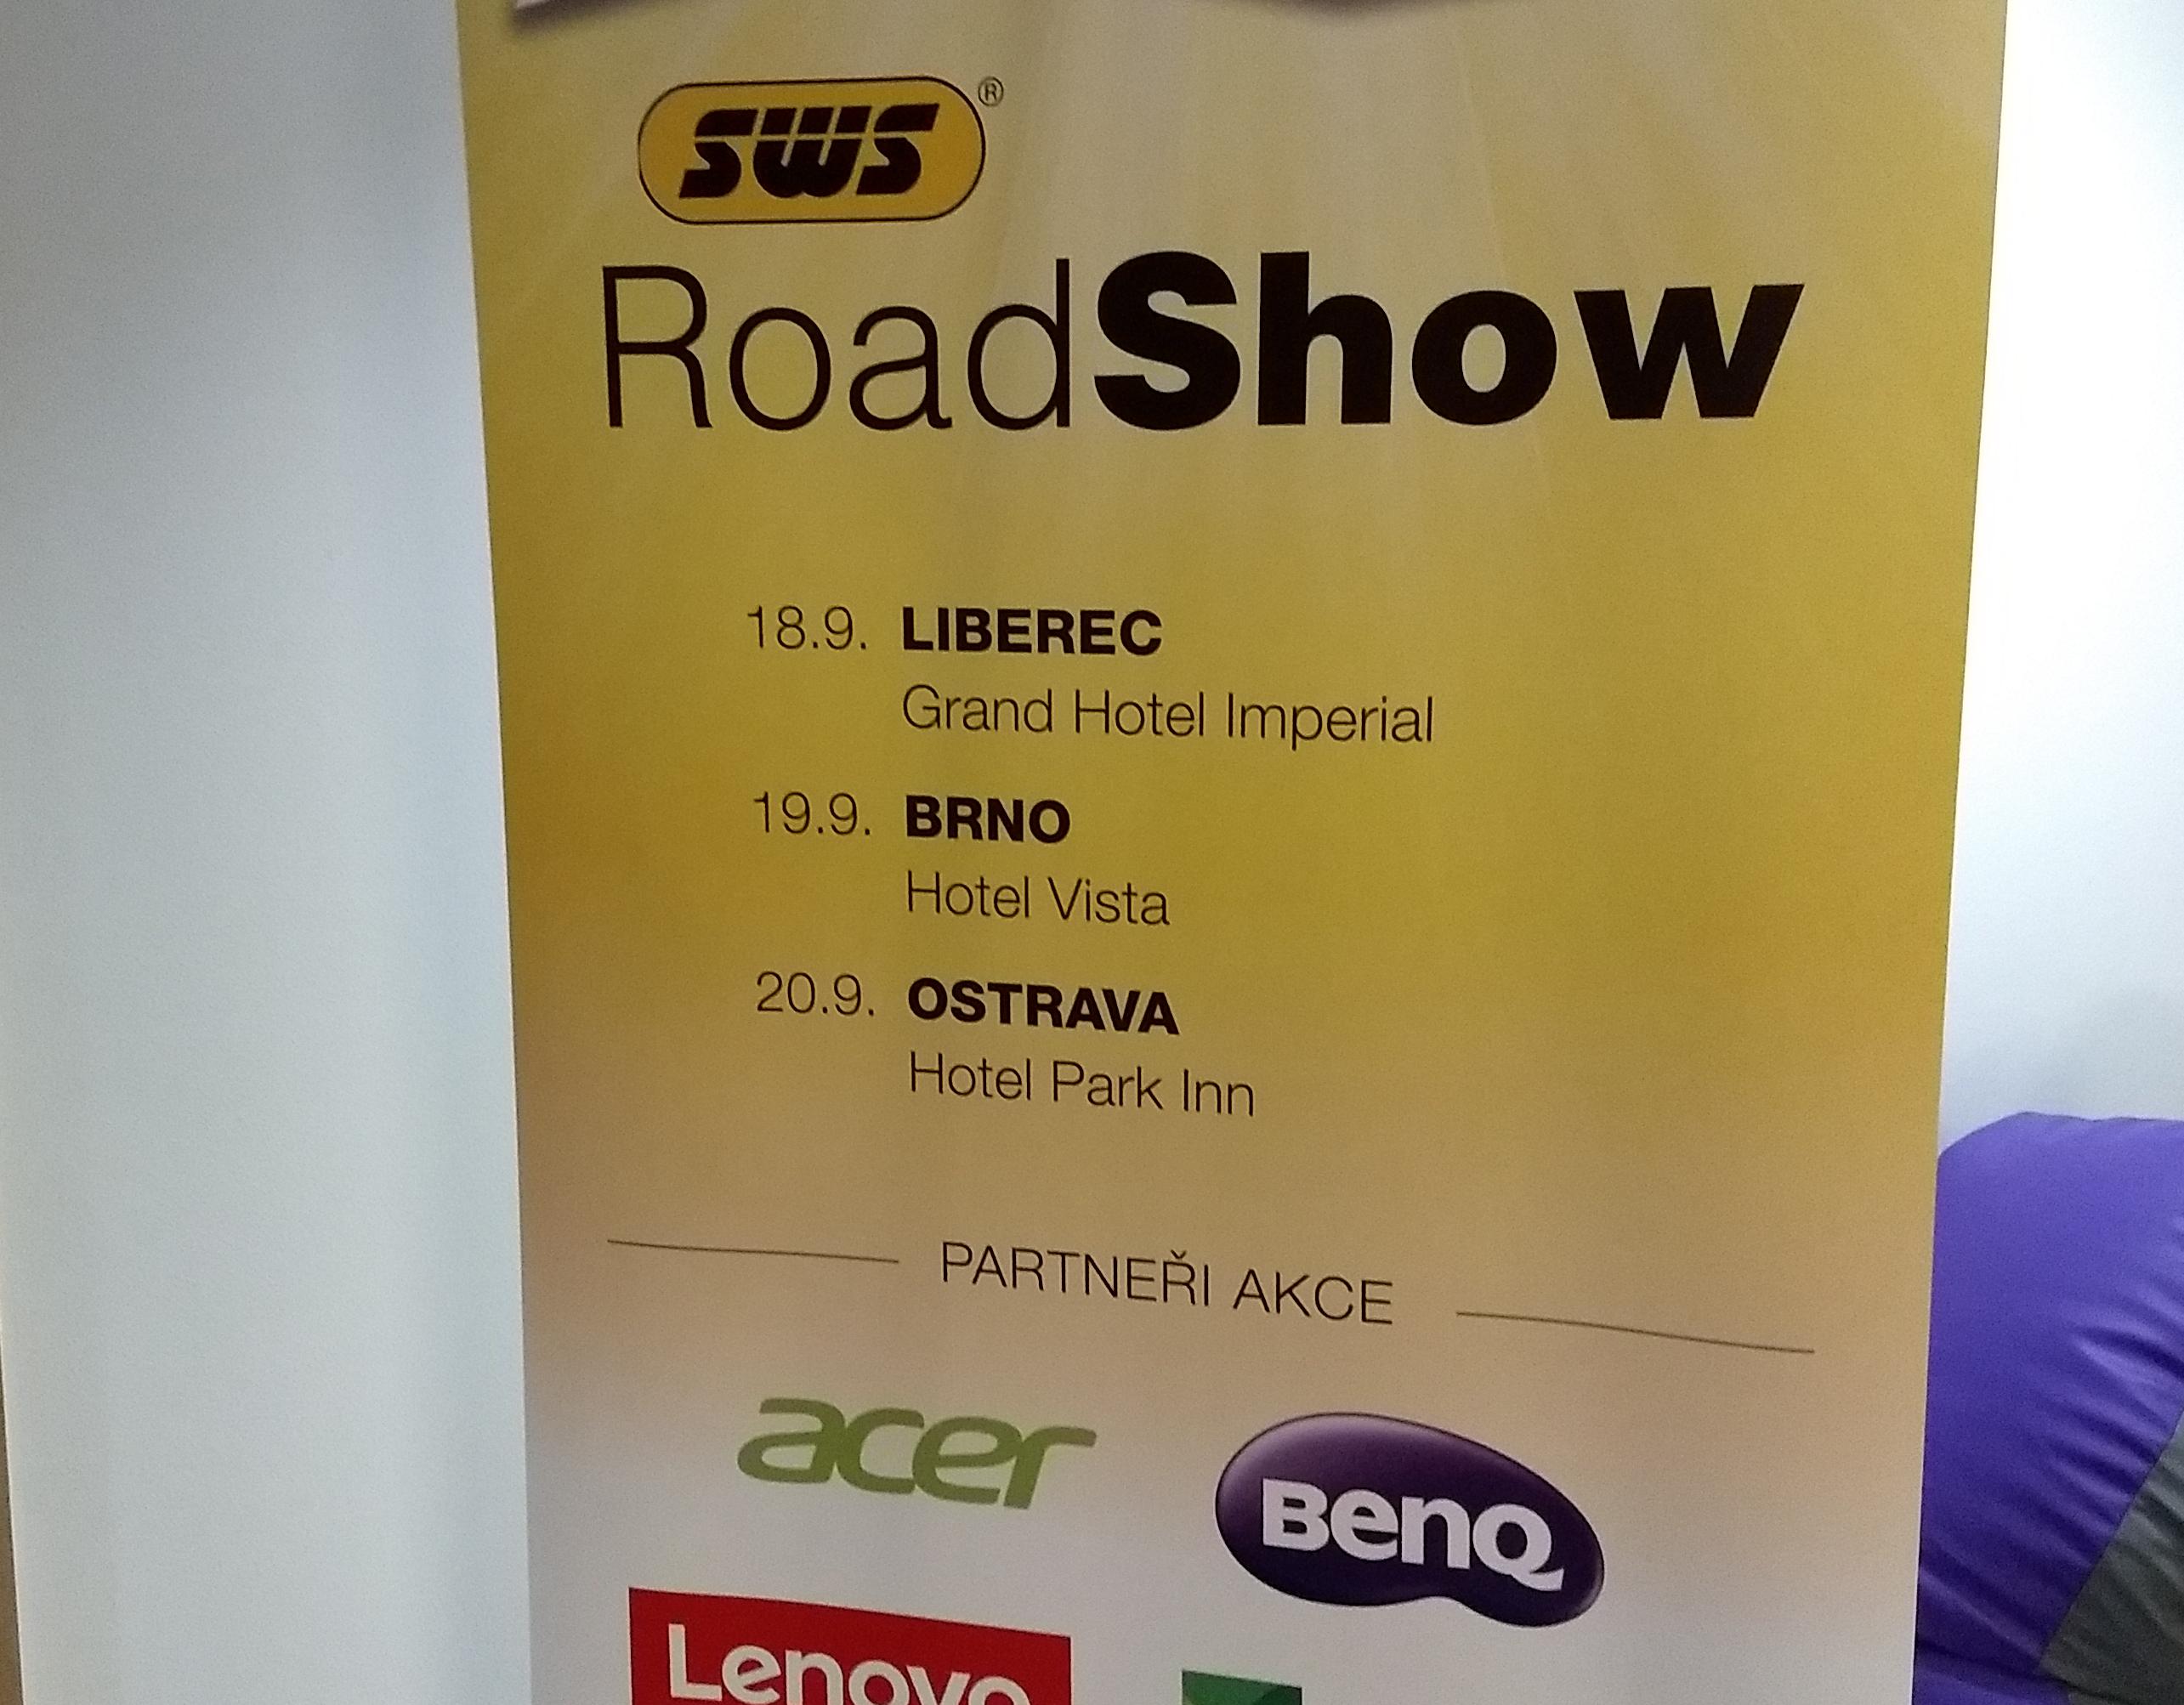 SWS®
RoadShow
18.9. LIBEREC
Grand Hotel Imperial
19.9. BRNO
Hotel Vista
20.9. OSTRAVA
Hotel Park Inn
PARTNEŘI AKCE
acer
BenQ
Lenovo